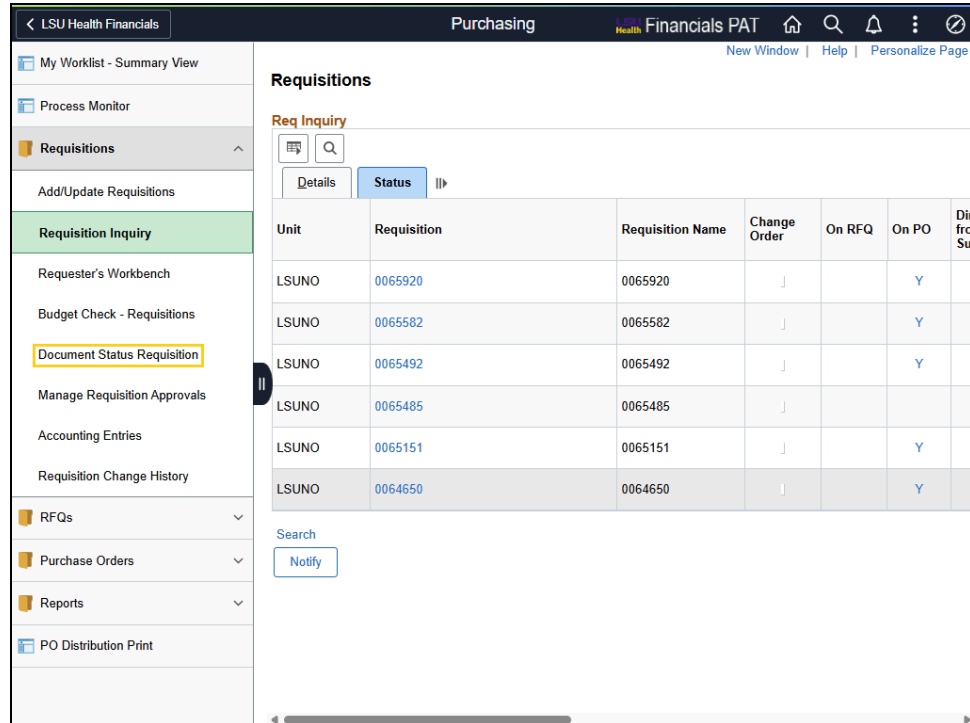 LSU Health Financials
Purchasing
LSU Health Financials PAT
New Window | Help | Personalize Page
My Worklist - Summary View
Process Monitor
Requisitions
Add/Update Requisitions
Requisition Inquiry
Requester's Workbench
Budget Check - Requisitions
Document Status Requisition
Manage Requisition Approvals
Accounting Entries
Requisition Change History
RFQs
Purchase Orders
Reports
PO Distribution Print
Requisitions
Req Inquiry
Details Status
Unit Requisition Requisition Name Change Order On RFQ On PO
LSUNO 0065920 0065920 Y
LSUNO 0065582 0065582 Y
LSUNO 0065492 0065492 Y
LSUNO 0065485 0065485
LSUNO 0065151 0065151 Y
LSUNO 0064650 0064650 Y
Search
Notify